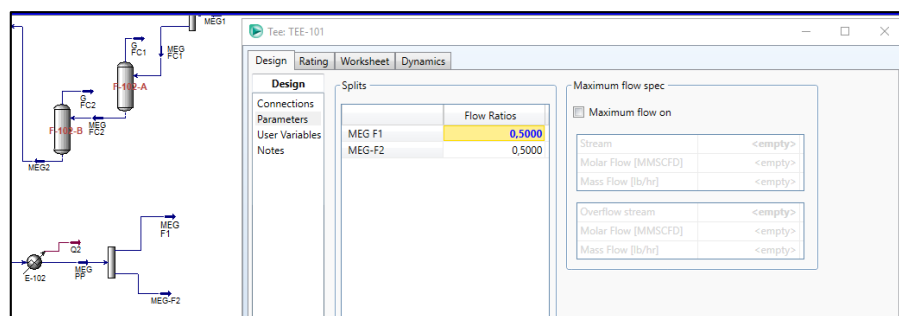 MEG1
G
FC1
MEG
FC1
F-102-A
G
FC2
MEG
FC2
F-102-B
MEG2
MEG
F1
Q2
E-102
MEG
PP
MEG-F2
Tee: TEE-101
Design Rating Worksheet Dynamics
Design
Connections
Parameters
User Variables
Notes
Splits
Flow Ratios
MEG F1 0,5000
MEG-F2 0,5000
Maximum flow spec
Maximum flow on
Stream <empty>
Molar Flow [MMSCFD] <empty>
Mass Flow [lb/hr] <empty>
Overflow stream <empty>
Molar Flow [MMSCFD] <empty>
Mass Flow [lb/hr] <empty>